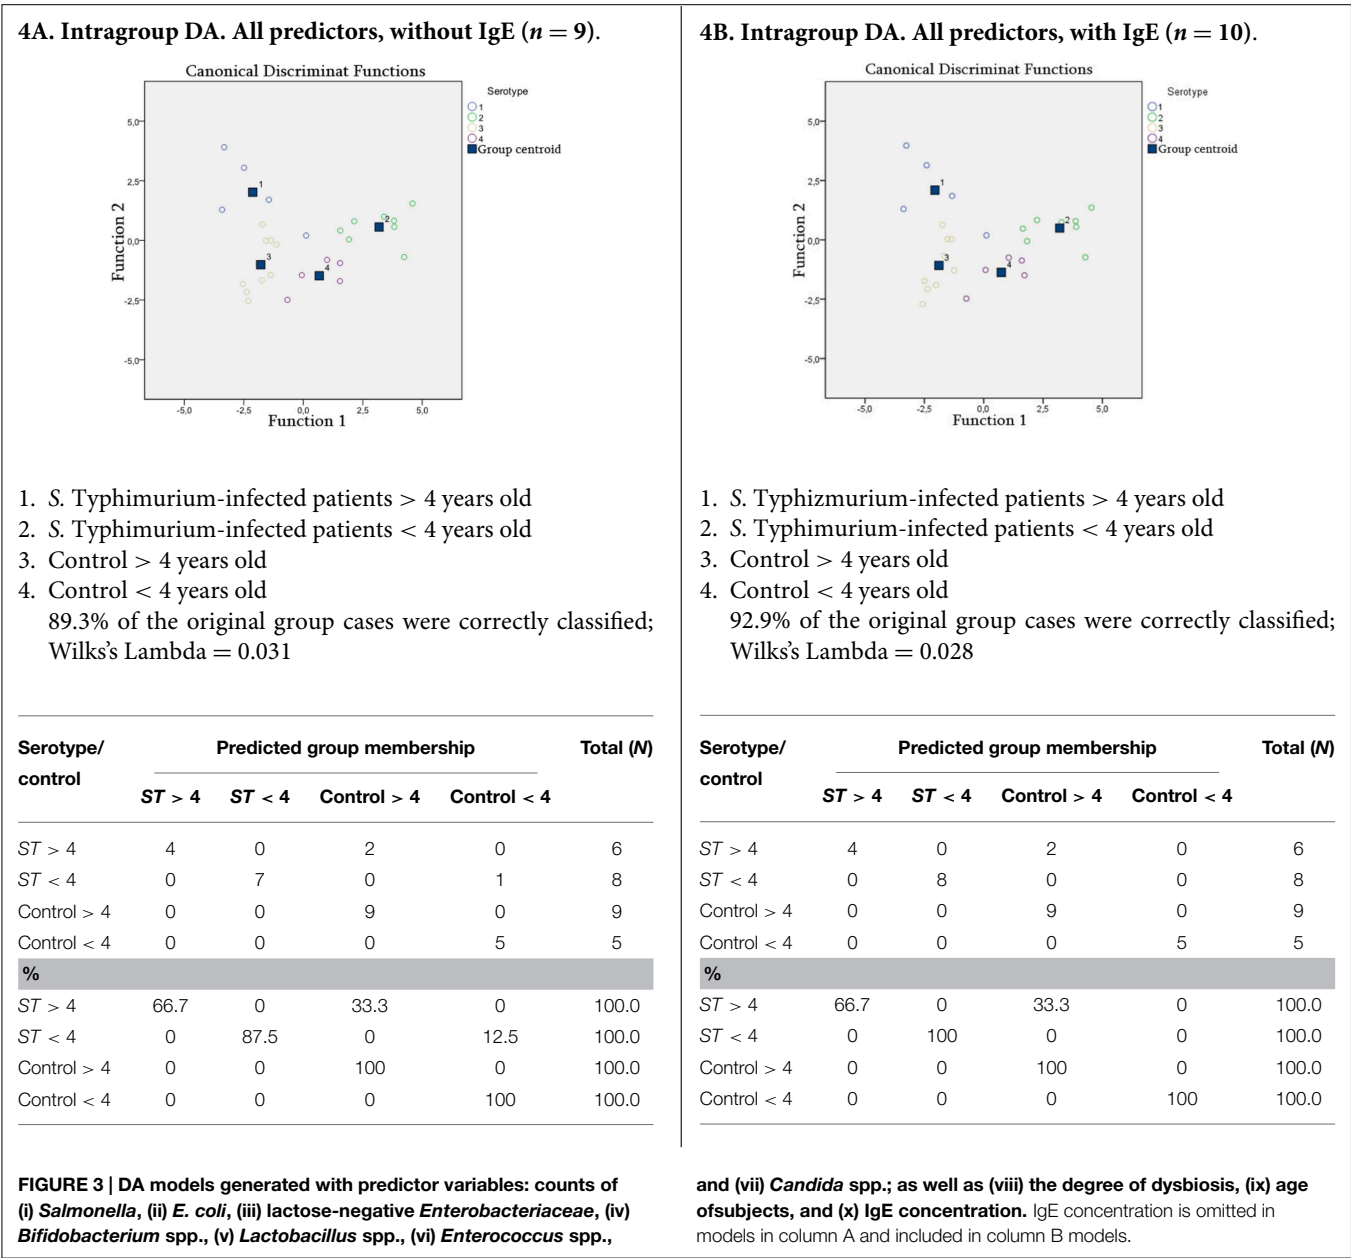 4A. Intragroup DA. All predictors, without IgE (n = 9).
Canonical Discriminat Functions
Serotype
1
2
3
4
Group centroid
Function 2
5,0
2,5
0,0
-2,5
-5,0
1
2
3
4
-5,0 -2,5 0,0 2,5 5,0
Function 1
1. S. Typhimurium-infected patients > 4 years old
2. S. Typhimurium-infected patients < 4 years old
3. Control > 4 years old
4. Control < 4 years old
89.3% of the original group cases were correctly classified;
Wilks's Lambda = 0.031
Serotype/ Predicted group membership Total (N)
control
ST > 4 ST < 4 Control > 4 Control < 4
ST > 4 4 0 2 0 6
ST < 4 0 7 0 1 8
Control > 4 0 0 9 0 9
Control < 4 0 0 0 5 5
%
ST > 4 66.7 0 33.3 0 100.0
ST < 4 0 87.5 0 12.5 100.0
Control > 4 0 0 100 0 100.0
Control < 4 0 0 0 100 100.0
4B. Intragroup DA. All predictors, with IgE (n = 10).
Canonical Discriminat Functions
Serotype
1
2
3
4
Group centroid
Function 2
5,0
2,5
0,0
-2,5
-5,0
1
2
3
4
-5,0 -2,5 0,0 2,5 5,0
Function 1
1. S. Typhizmurium-infected patients > 4 years old
2. S. Typhimurium-infected patients < 4 years old
3. Control > 4 years old
4. Control < 4 years old
92.9% of the original group cases were correctly classified;
Wilks's Lambda = 0.028
Serotype/ Predicted group membership Total (N)
control
ST > 4 ST < 4 Control > 4 Control < 4
ST > 4 4 0 2 0 6
ST < 4 0 8 0 0 8
Control > 4 0 0 9 0 9
Control < 4 0 0 0 5 5
%
ST > 4 66.7 0 33.3 0 100.0
ST < 4 0 100 0 0 100.0
Control > 4 0 0 100 0 100.0
Control < 4 0 0 0 100 100.0
FIGURE 3 | DA models generated with predictor variables: counts of
(i) Salmonella, (ii) E. coli, (iii) lactose-negative Enterobacteriaceae, (iv)
Bifidobacterium spp., (v) Lactobacillus spp., (vi) Enterococcus spp.,
and (vii) Candida spp.; as well as (viii) the degree of dysbiosis, (ix) age
ofsubjects, and (x) IgE concentration. IgE concentration is omitted in
models in column A and included in column B models.